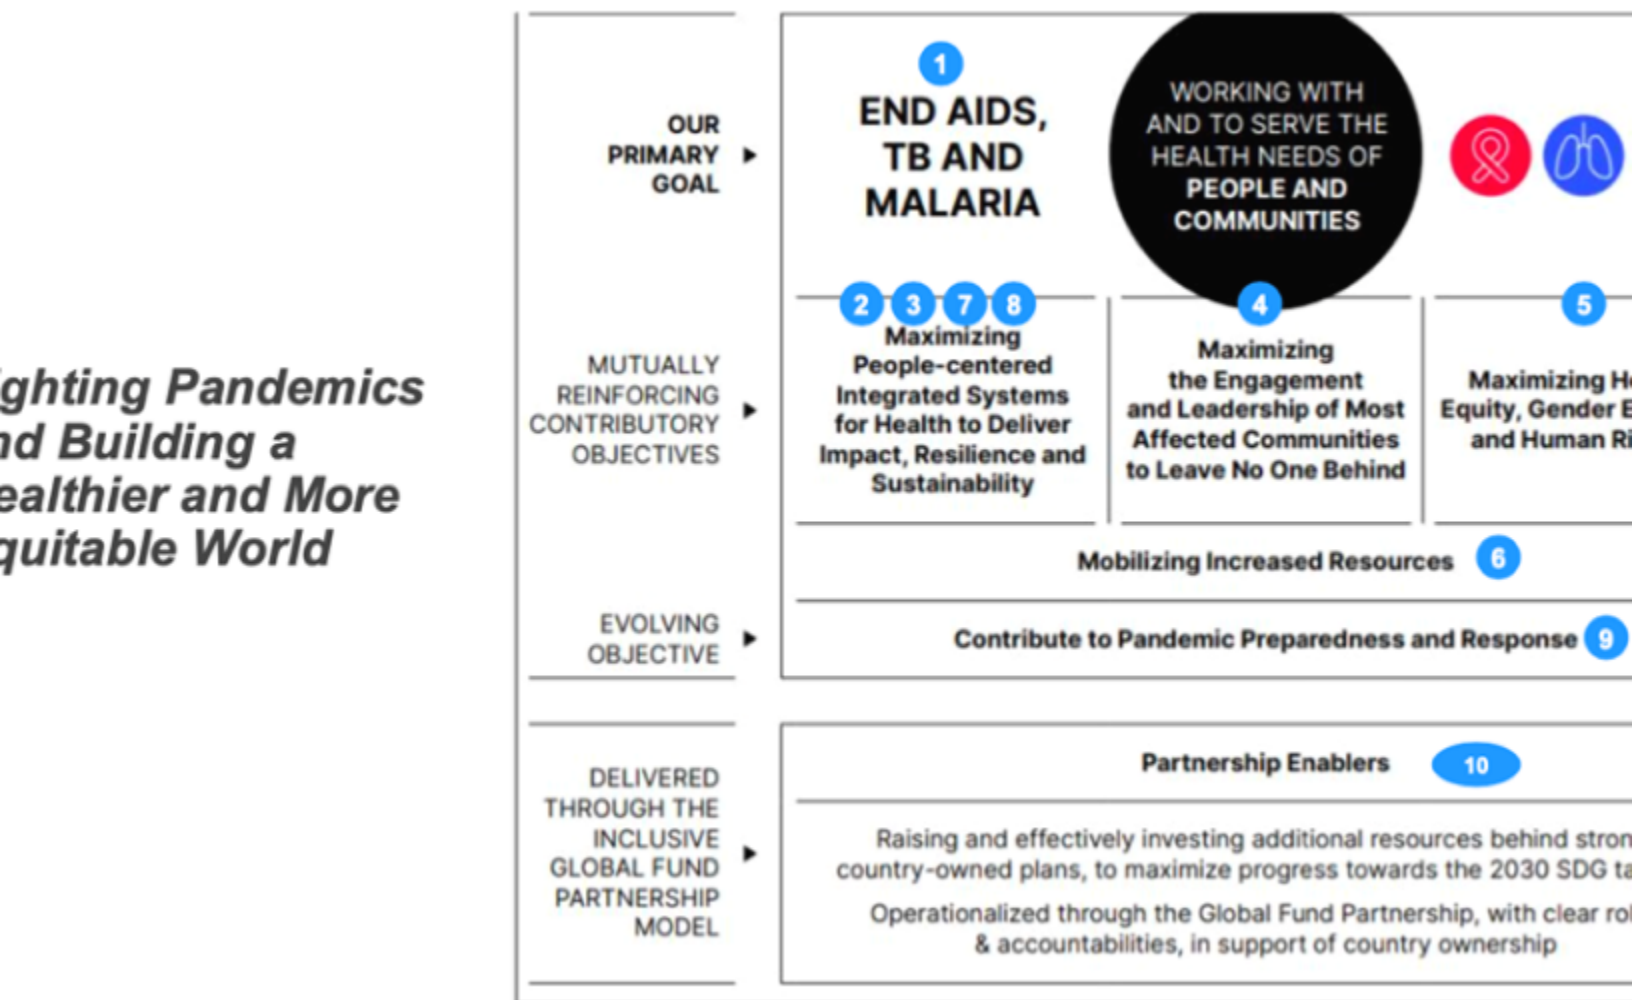 ghting Pandemics
nd Building a
ealthier and More
quitable World
OUR
PRIMARY
GOAL
1
END AIDS,
TB AND
MALARIA
WORKING WITH
AND TO SERVE THE
HEALTH NEEDS OF
PEOPLE AND
COMMUNITIES
MUTUALLY
REINFORCING
CONTRIBUTORY
OBJECTIVES
2 3 7 8
Maximizing
People-centered
Integrated Systems
for Health to Deliver
Impact, Resilience and
Sustainability
4
Maximizing
the Engagement
and Leadership of Most
Affected Communities
to Leave No One Behind
5
Maximizing He
Equity, Gender E
and Human Ri
Mobilizing Increased Resources 6
EVOLVING
OBJECTIVE
Contribute to Pandemic Preparedness and Response 9
DELIVERED
THROUGH THE
INCLUSIVE
GLOBAL FUND
PARTNERSHIP
MODEL
Partnership Enablers 10
Raising and effectively investing additional resources behind stron
country-owned plans, to maximize progress towards the 2030 SDG ta
Operationalized through the Global Fund Partnership, with clear rol
& accountabilities, in support of country ownership